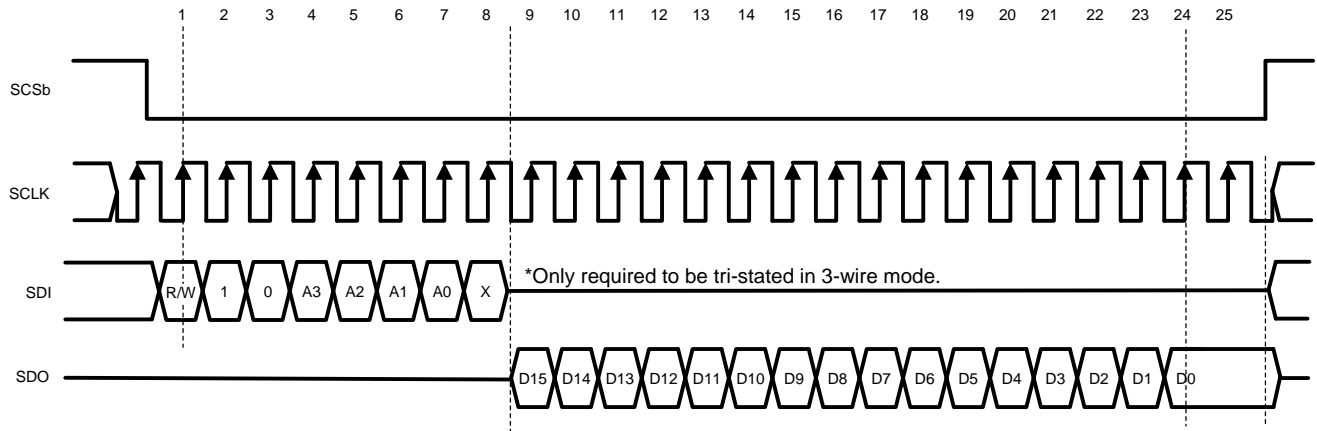 1 2 3 4 5 6 7 8 9 10 11 12 13 14 15 16 17 18 19 20 21 22 23 24 25
SCSb
SCLK
*Only required to be tri-stated in 3-wire mode.
SDI R/W 1 0 A3 A2 A1 A0 X
SDO D15 D14 D13 D12 D11 D10 D9 D8 D7 D6 D5 D4 D3 D2 D1 D0